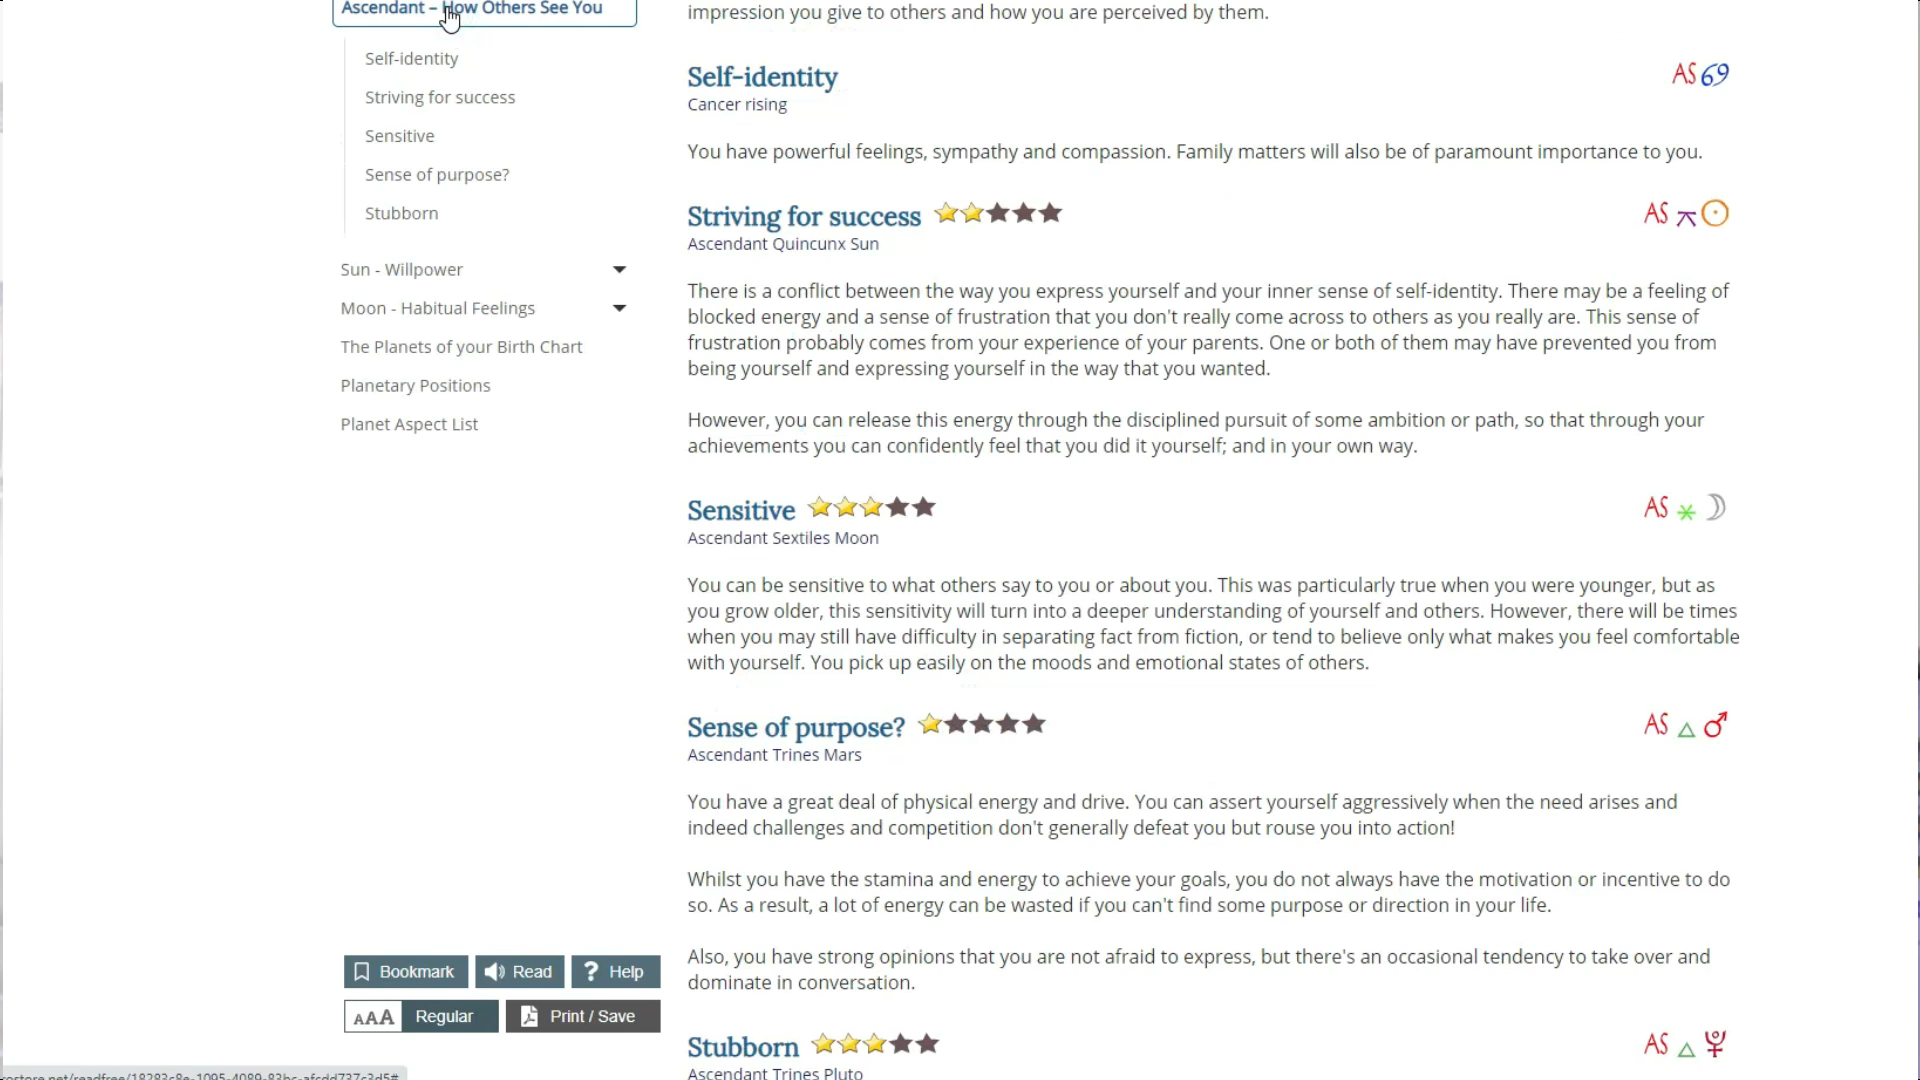 Ascendant – How Others See You
Self-identity
Striving for success
Sensitive
Sense of purpose?
Stubborn
Sun - Willpower
Moon - Habitual Feelings
The Planets of your Birth Chart
Planetary Positions
Planet Aspect List
Bookmark
Read
? Help
AAA Regular
Print / Save
impression you give to others and how you are perceived by them.
Self-identity
AS
Cancer rising
You have powerful feelings, sympathy and compassion. Family matters will also be of paramount importance to you.
Striving for success
AS
Ascendant Quincunx Sun
There is a conflict between the way you express yourself and your inner sense of self-identity. There may be a feeling of
blocked energy and a sense of frustration that you don't really come across to others as you really are. This sense of
frustration probably comes from your experience of your parents. One or both of them may have prevented you from
being yourself and expressing yourself in the way that you wanted.
However, you can release this energy through the disciplined pursuit of some ambition or path, so that through your
achievements you can confidently feel that you did it yourself; and in your own way.
Sensitive
AS
Ascendant Sextiles Moon
You can be sensitive to what others say to you or about you. This was particularly true when you were younger, but as
you grow older, this sensitivity will turn into a deeper understanding of yourself and others. However, there will be times
when you may still have difficulty in separating fact from fiction, or tend to believe only what makes you feel comfortable
with yourself. You pick up easily on the moods and emotional states of others.
Sense of purpose?
AS
Ascendant Trines Mars
You have a great deal of physical energy and drive. You can assert yourself aggressively when the need arises and
indeed challenges and competition don't generally defeat you but rouse you into action!
Whilst you have the stamina and energy to achieve your goals, you do not always have the motivation or incentive to do
so. As a result, a lot of energy can be wasted if you can't find some purpose or direction in your life.
Also, you have strong opinions that you are not afraid to express, but there's an occasional tendency to take over and
dominate in conversation.
Stubborn
AS
Ascendant Trines Pluto